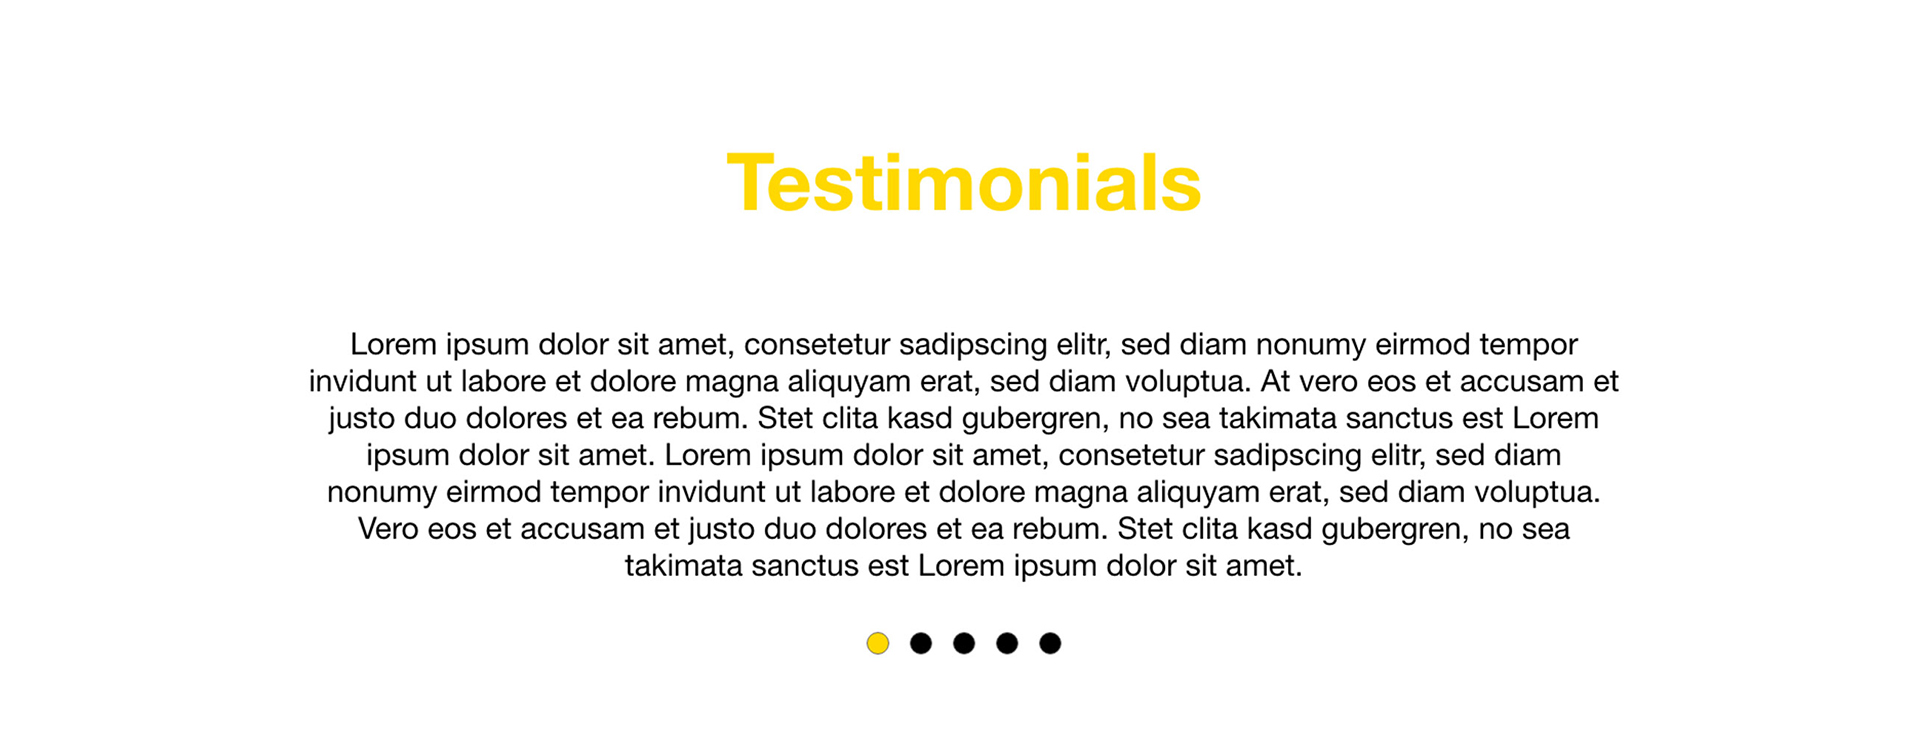 Testimonials
Lorem ipsum dolor sit amet, consetetur sadipscing elitr, sed diam nonumy eirmod tempor
invidunt ut labore et dolore magna aliquyam erat, sed diam voluptua. At vero eos et accusam et
justo duo dolores et ea rebum. Stet clita kasd gubergren, no sea takimata sanctus est Lorem
ipsum dolor sit amet. Lorem ipsum dolor sit amet, consetetur sadipscing elitr, sed diam
nonumy eirmod tempor invidunt ut labore et dolore magna aliquyam erat, sed diam voluptua.
Vero eos et accusam et justo duo dolores et ea rebum. Stet clita kasd gubergren, no sea
takimata sanctus est Lorem ipsum dolor sit amet.